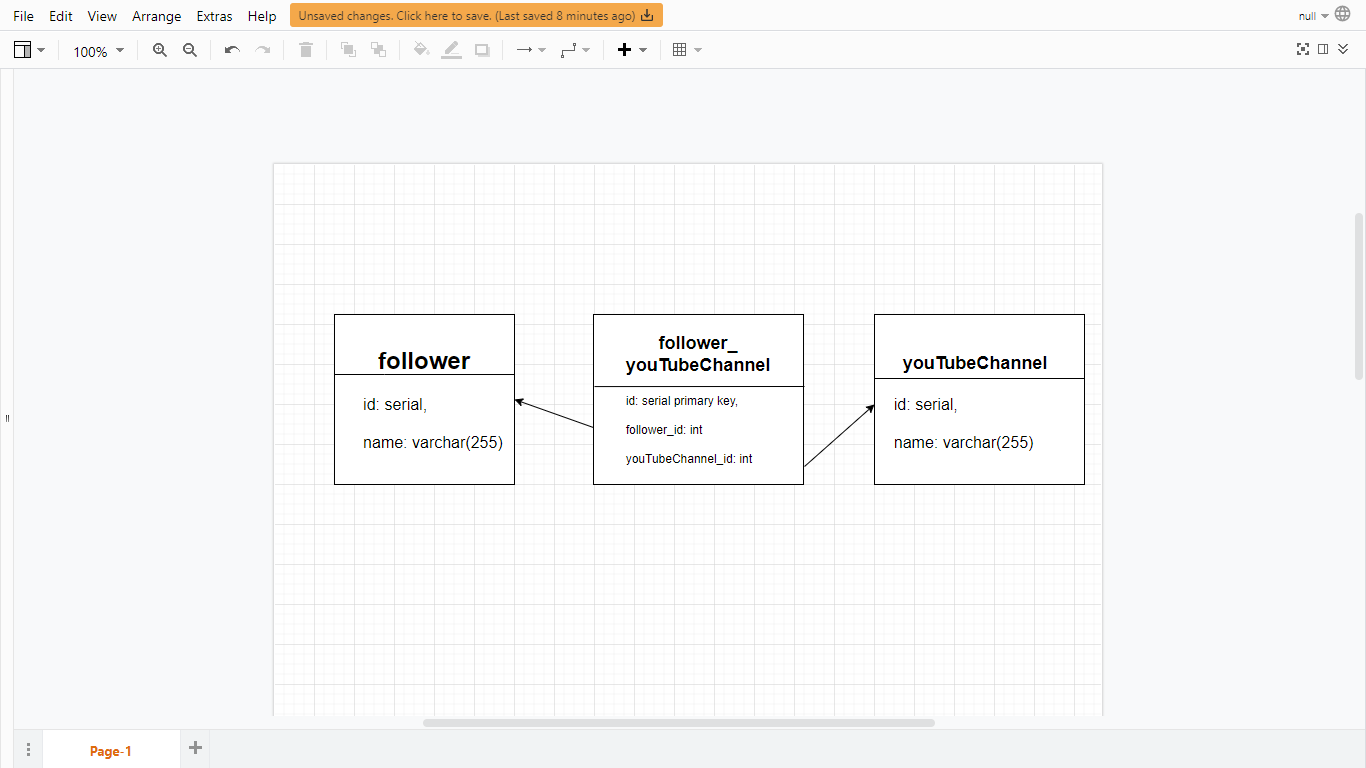 File Edit View Arrange Extras Help Unsaved changes. Click here to save. (Last saved 8 minutes ago) null
100%
follower
id: serial,
name: varchar(255)
follower_
youTubeChannel
id: serial primary key,
follower_id: int
youTubeChannel_id: int
youTubeChannel
id: serial,
name: varchar(255)
Page-1